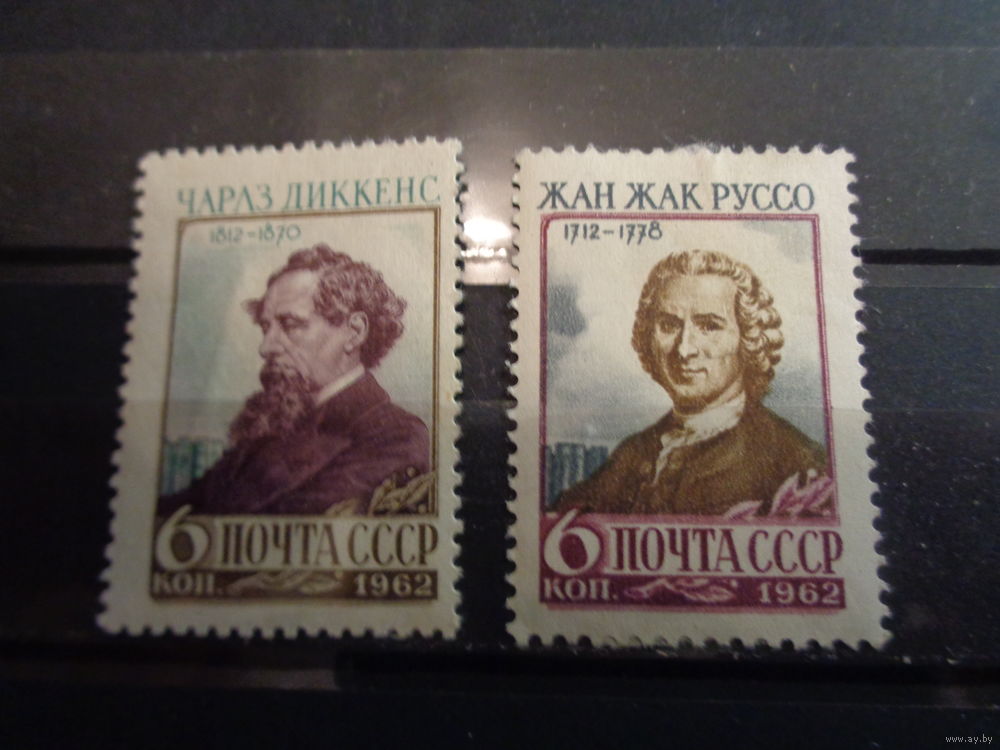 ЧАРЛЗ ДИККЕНС
1812-1870
6 ПОЧТА СССР
КОП. 1962
ЖАН ЖАК РУССО
1712-1778
6 ПОЧТА СССР
КОП. 1962
www.ay.by